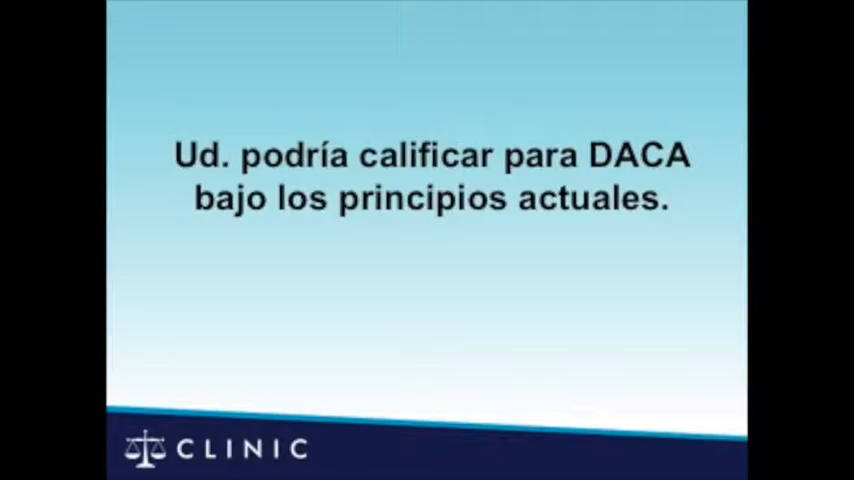 Ud. podría calificar para DACA
bajo los principios actuales.
CLINIC